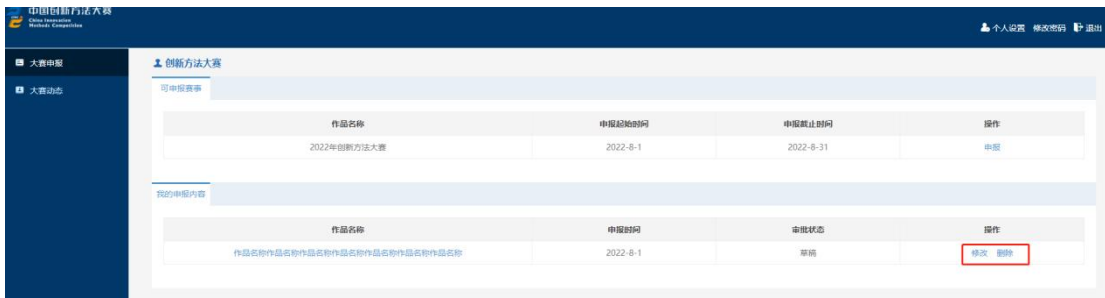 中国创新方法大赛
China Innovation
Methods Competition
个人设置 修改密码 退出
大赛申报
大赛动态
创新方法大赛
可申报赛事
作品名称 申报起始时间 申报截止时间 操作
2022年创新方法大赛 2022-8-1 2022-8-31 申报
我的申报内容
作品名称 申报时间 审批状态 操作
作品名称作品名称作品名称作品名称作品名称作品名称作品名称 2022-8-1 草稿 修改 删除